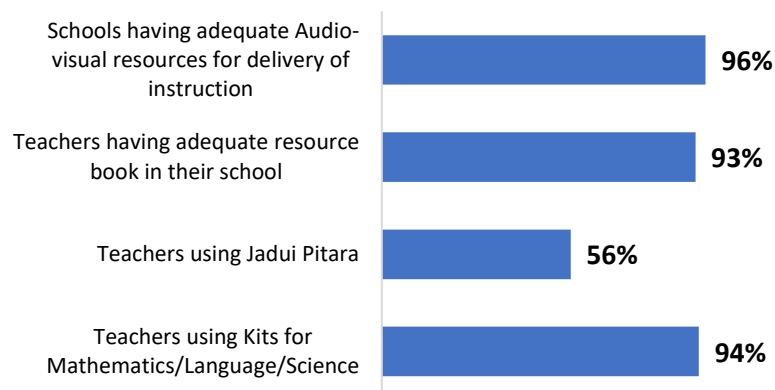 Schools having adequate Audio-
visual resources for delivery of
instruction
96%
Teachers having adequate resource
book in their school
93%
Teachers using Jadui Pitara
56%
Teachers using Kits for
Mathematics/Language/Science
94%